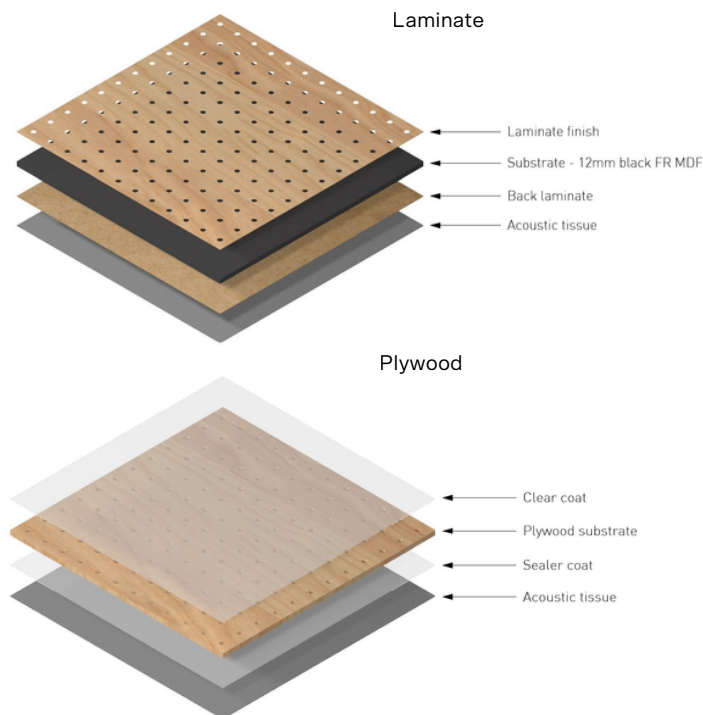 Laminate
Laminate finish
Substrate - 12mm black FR MDF
Back laminate
Acoustic tissue
Plywood
Clear coat
Plywood substrate
Sealer coat
Acoustic tissue